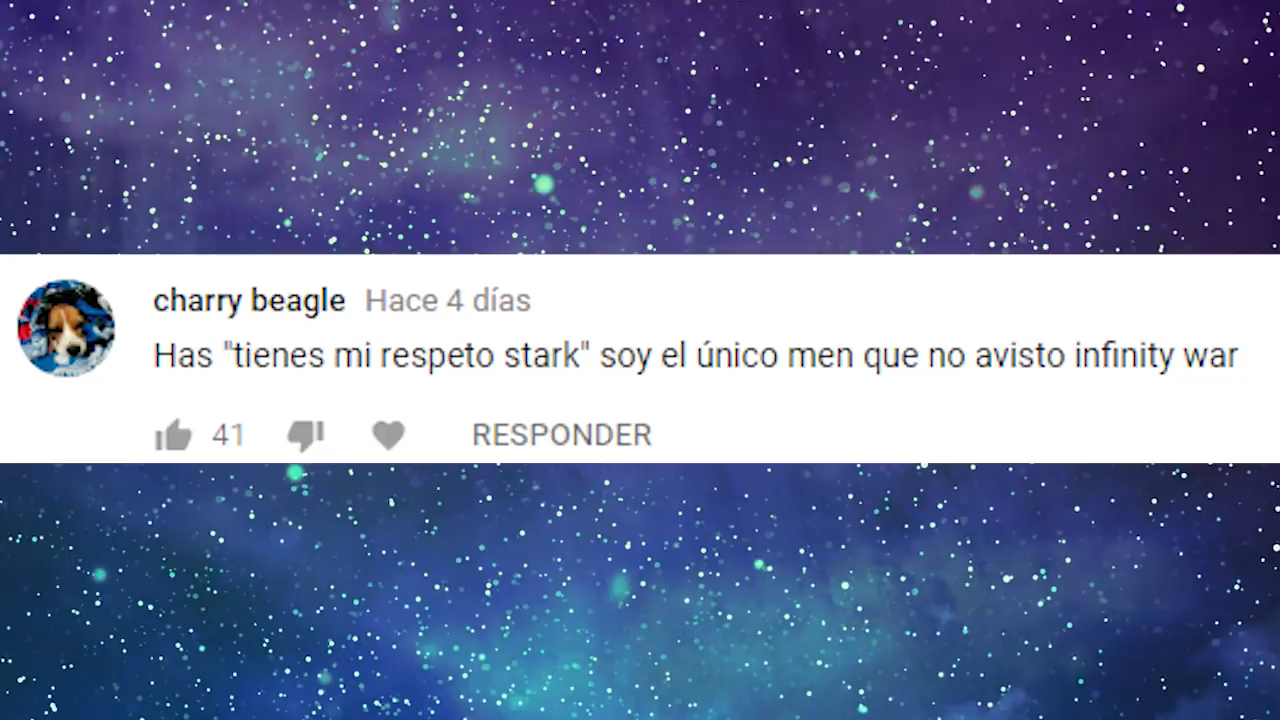 charry beagle Hace 4 días
Has "tienes mi respeto stark" soy el único men que no avisto infinity war
41 RESPONDER